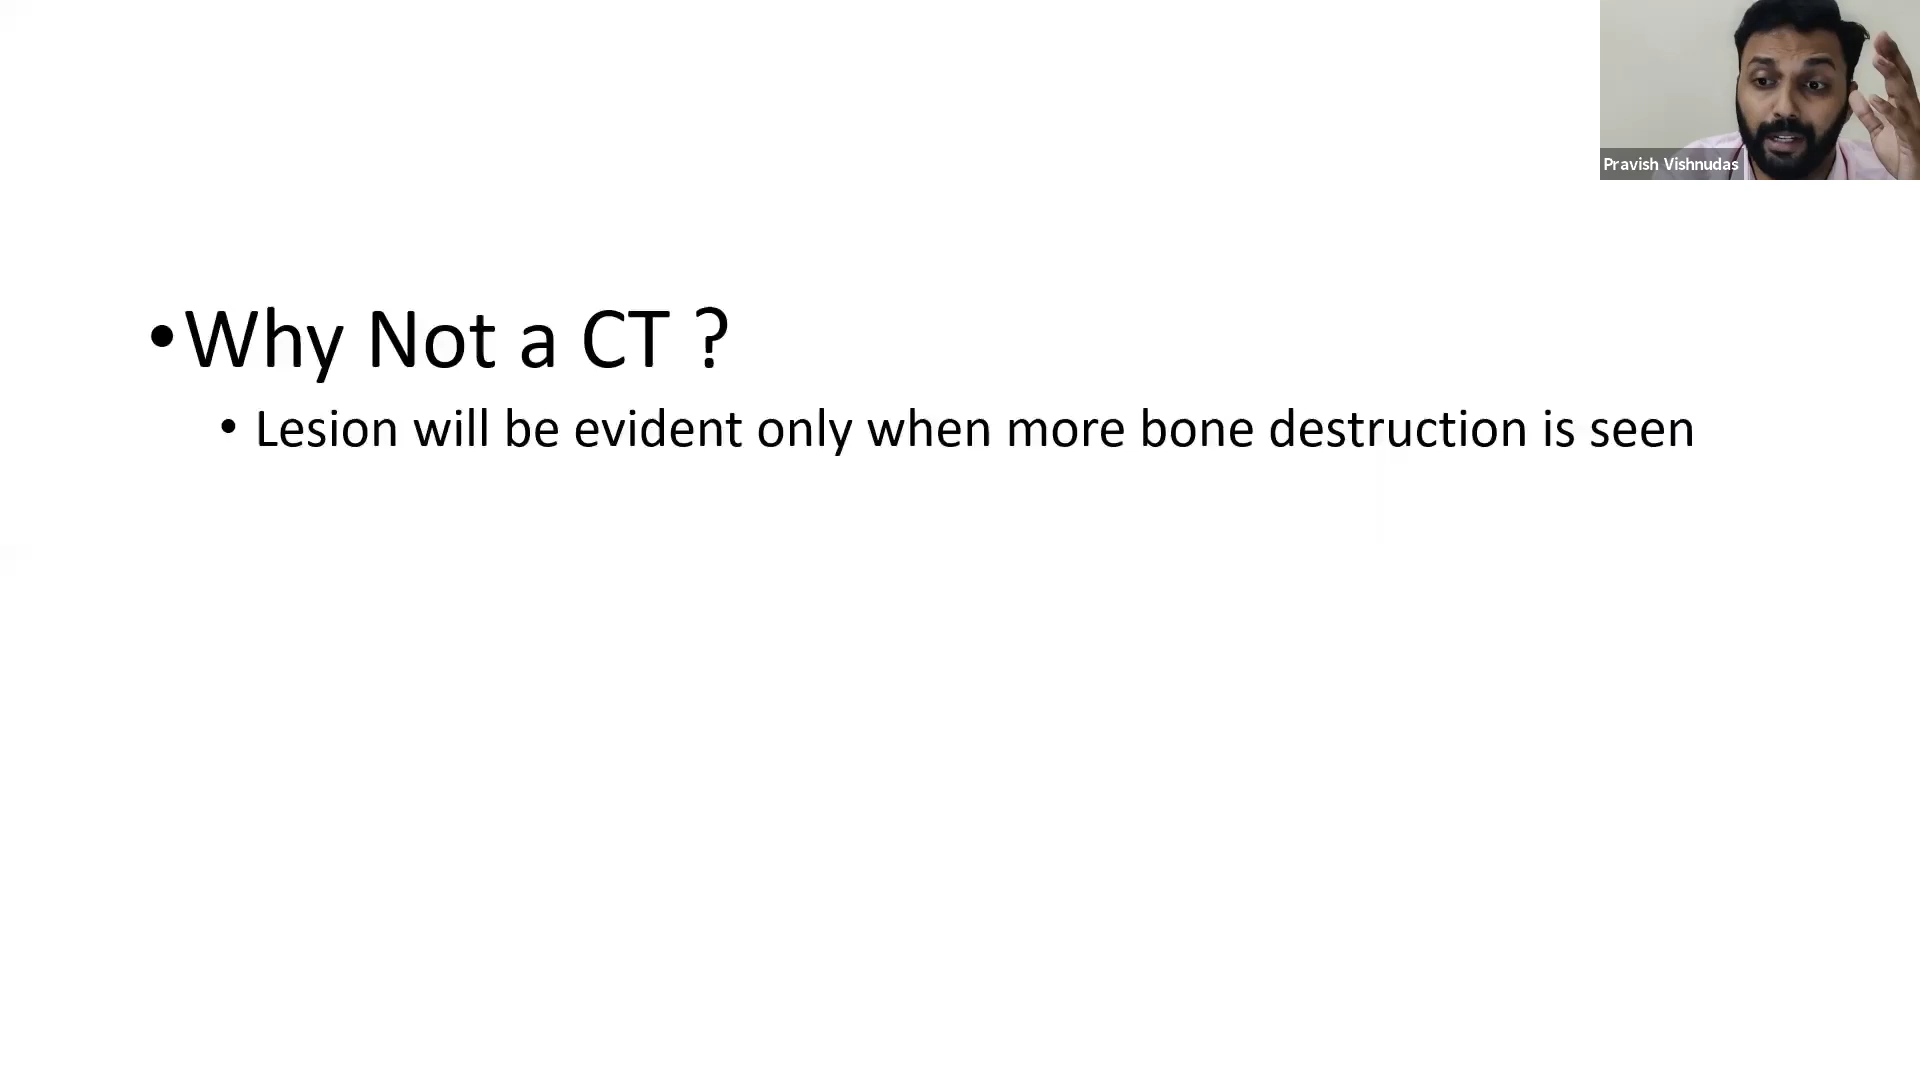 Pravish Vishnudas
•Why Not a CT ?
• Lesion will be evident only when more bone destruction is seen